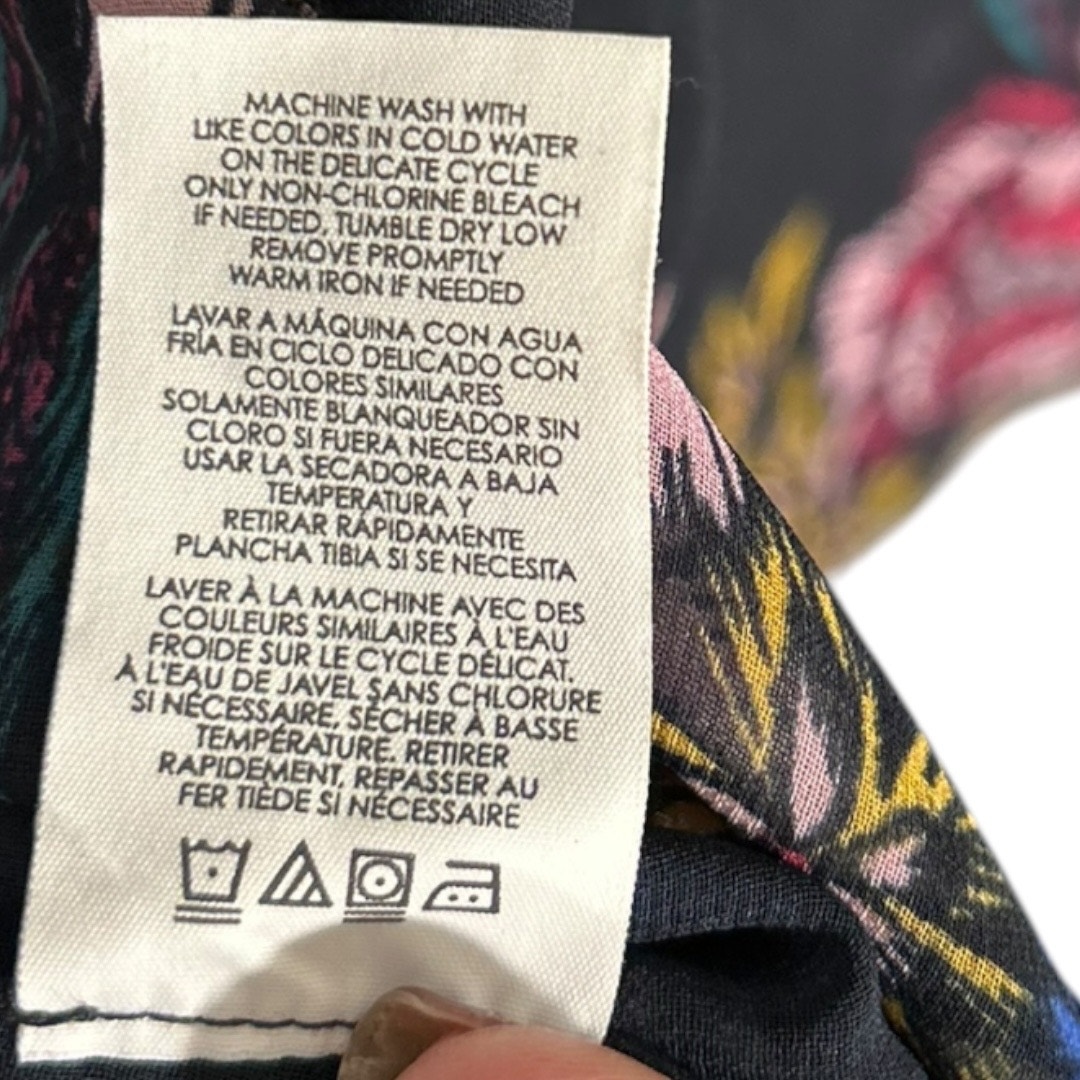 MACHINE WASH WITH
LIKE COLORS IN COLD WATER
ON THE DELICATE CYCLE
ONLY NON-CHLORINE BLEACH
IF NEEDED, TUMBLE DRY LOW
REMOVE PROMPTLY
WARM IRON IF NEEDED
LAVAR A MÁQUINA CON AGUA
FRÍA EN CICLO DELICADO CON
COLORES SIMILARES
SOLAMENTE BLANQUEADOR SIN
CLORO SI FUERA NECESARIO
USAR LA SECADORA A BAJA
TEMPERATURA Y
RETIRAR RÁPIDAMENTE
PLANCHA TIBIA SI SE NECESITA
LAVER À LA MACHINE AVEC DES
COULEURS SIMILAIRES À L'EAU
FROIDE SUR LE CYCLE DÉLICAT.
À L'EAU DE JAVEL SANS CHLORURE
SI NÉCESSAIRE, SÉCHER À BASSE
TEMPÉRATURE. RETIRER
RAPIDEMENT, REPASSER AU
FER TIÈDE SI NÉCESSAIRE